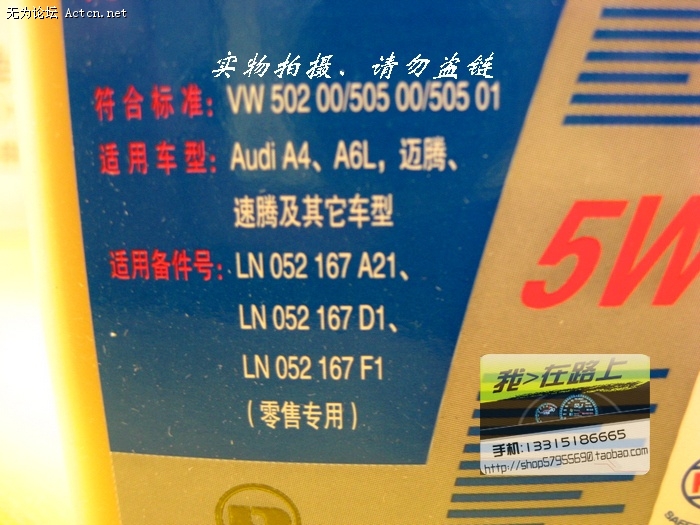 无为论坛 Actcn.net
实物拍摄、请勿盗链
符合标准：VW 502 00/505 00/505 01
适用车型：Audi A4、A6L，迈腾、
速腾及其它车型
适用备件号：LN 052 167 A21、
LN 052 167 D1、
LN 052 167 F1
（零售专用）
5W
我>在路上
手机:13315186665
http://shop57955690.taobao.com